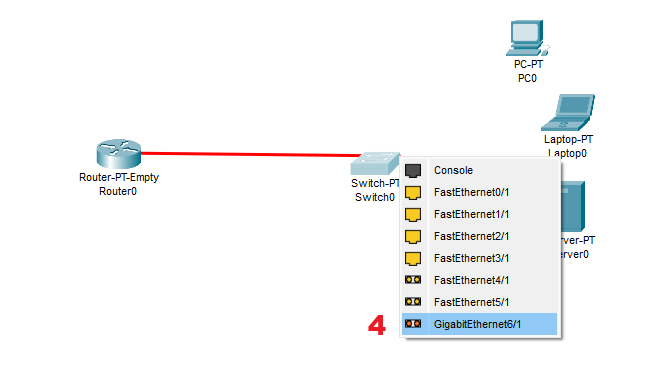 PC-PT
PC0
Laptop-PT
Laptop0
Router-PT-Empty
Router0
Switch-PT
Switch0
Console
FastEthernet0/1
FastEthernet1/1
FastEthernet2/1
FastEthernet3/1
FastEthernet4/1
FastEthernet5/1
GigabitEthernet6/1
rver-PT
erver0
4